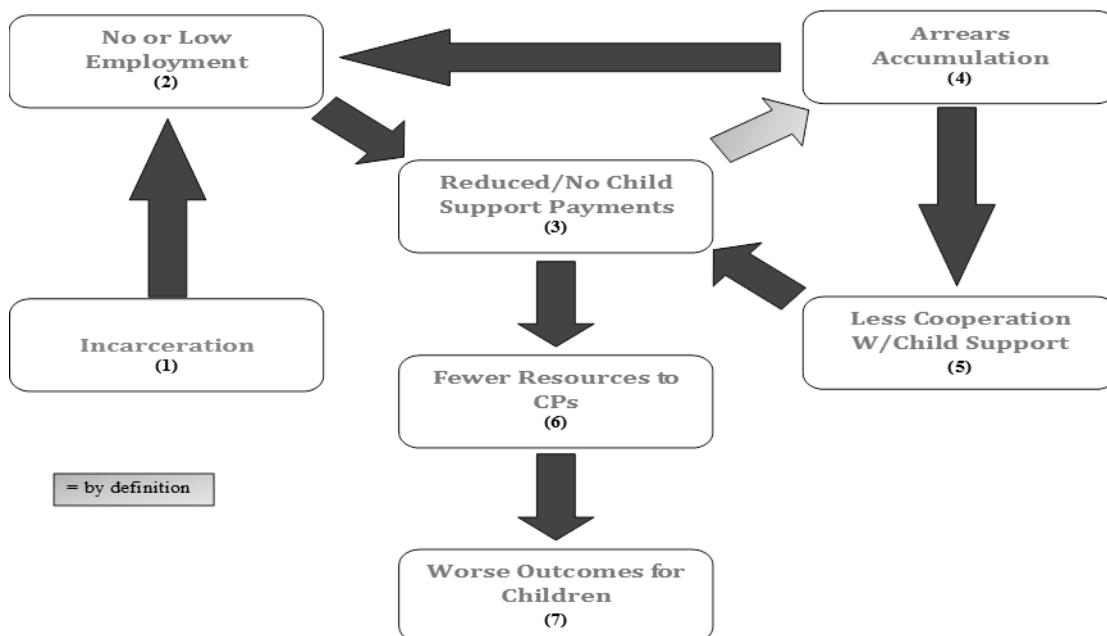 No or Low
Employment
(2)
Arrears
Accumulation
(4)
Reduced/No Child
Support Payments
(3)
Incarceration
(1)
Less Cooperation
W/Child Support
(5)
Fewer Resources to
CPs
(6)
= by definition
Worse Outcomes for
Children
(7)